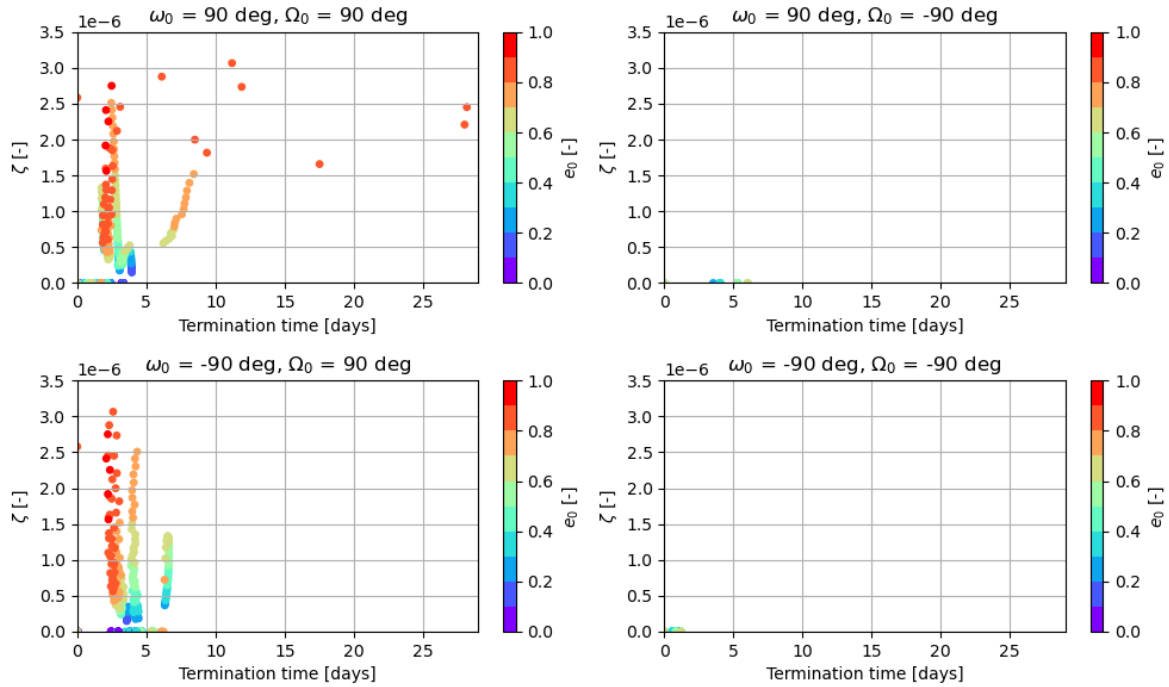 1e−6 ω₀ = 90 deg, Ω₀ = 90 deg
3.5
3.0
2.5
2.0
1.5
1.0
0.5
0.0
ζ [-]
0 5 10 15 20 25
Termination time [days]
1.0
0.8
0.6
0.4
0.2
0.0
e₀ [-]
1e−6 ω₀ = 90 deg, Ω₀ = -90 deg
3.5
3.0
2.5
2.0
1.5
1.0
0.5
0.0
ζ [-]
0 5 10 15 20 25
Termination time [days]
1.0
0.8
0.6
0.4
0.2
0.0
e₀ [-]
1e−6 ω₀ = -90 deg, Ω₀ = 90 deg
3.5
3.0
2.5
2.0
1.5
1.0
0.5
0.0
ζ [-]
0 5 10 15 20 25
Termination time [days]
1.0
0.8
0.6
0.4
0.2
0.0
e₀ [-]
1e−6 ω₀ = -90 deg, Ω₀ = -90 deg
3.5
3.0
2.5
2.0
1.5
1.0
0.5
0.0
ζ [-]
0 5 10 15 20 25
Termination time [days]
1.0
0.8
0.6
0.4
0.2
0.0
e₀ [-]